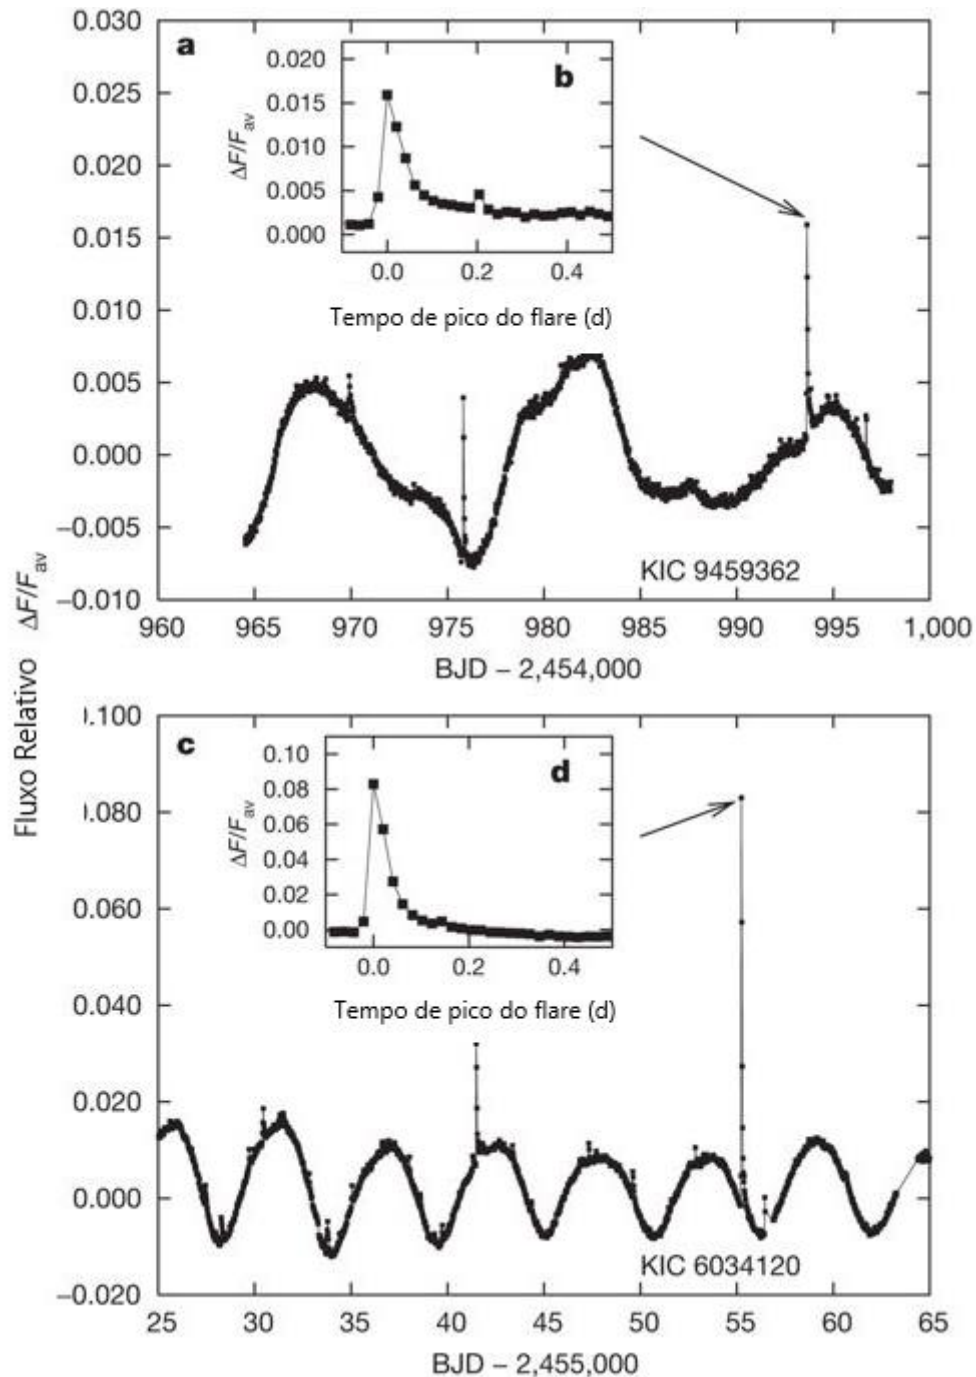 a
0.030
0.025
0.020
0.015
0.010
0.005
0.000
−0.005
−0.010
b
0.020
0.015
0.010
0.005
0.000
ΔF/Fav
0.0 0.2 0.4
Tempo de pico do flare (d)
KIC 9459362
960 965 970 975 980 985 990 995 1,000
BJD − 2,454,000
Fluxo Relativo ΔF/Fav
c
0.100
0.080
0.060
0.040
0.020
0.000
−0.020
d
0.10
0.08
0.06
0.04
0.02
0.00
ΔF/Fav
0.0 0.2 0.4
Tempo de pico do flare (d)
KIC 6034120
25 30 35 40 45 50 55 60 65
BJD − 2,455,000